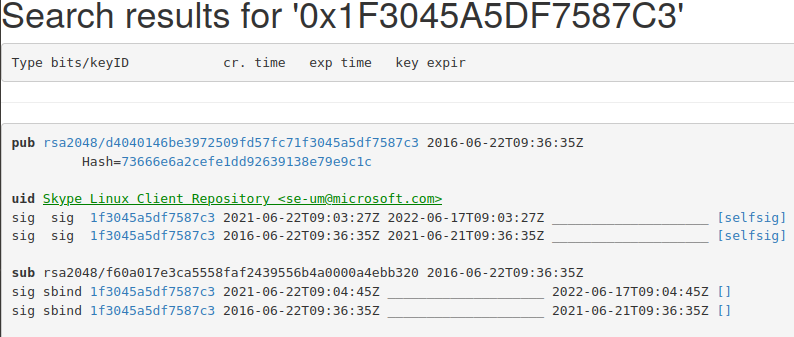 Search results for '0x1F3045A5DF7587C3'
Type bits/keyID cr. time exp time key expir
pub rsa2048/d4040146be3972509fd57fc71f3045a5df7587c3 2016-06-22T09:36:35Z
Hash=73666e6a2cefe1dd92639138e79e9c1c
uid Skype Linux Client Repository <se-um@microsoft.com>
sig sig 1f3045a5df7587c3 2021-06-22T09:03:27Z 2022-06-17T09:03:27Z ____________________ [selfsig]
sig sig 1f3045a5df7587c3 2016-06-22T09:36:35Z 2021-06-21T09:36:35Z ____________________ [selfsig]
sub rsa2048/f60a017e3ca5558faf2439556b4a0000a4ebb320 2016-06-22T09:36:35Z
sig sbind 1f3045a5df7587c3 2021-06-22T09:04:45Z ____________________ 2022-06-17T09:04:45Z []
sig sbind 1f3045a5df7587c3 2016-06-22T09:36:35Z ____________________ 2021-06-21T09:36:35Z []